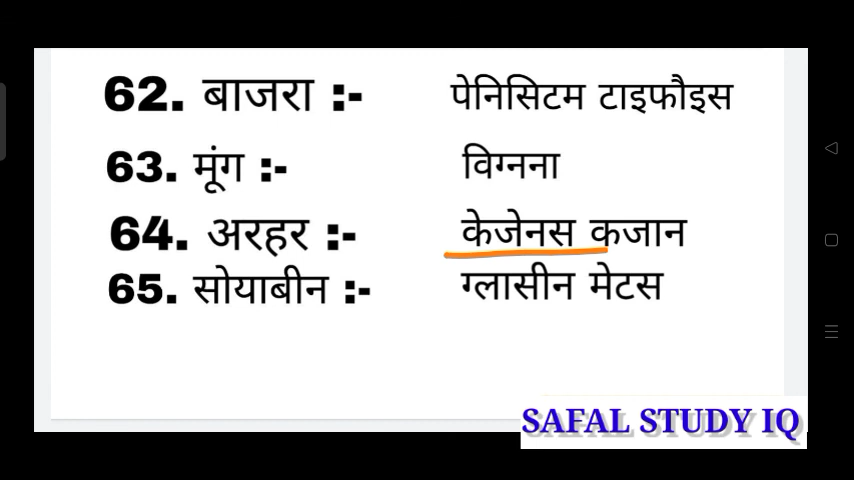 62. बाजरा :- पेनिसिटम टाइफौइस
63. मूंग :- विग्नना
64. अरहर :- केजेनस कजान
65. सोयाबीन :- ग्लासीन मेटस
SAFAL STUDY IQ